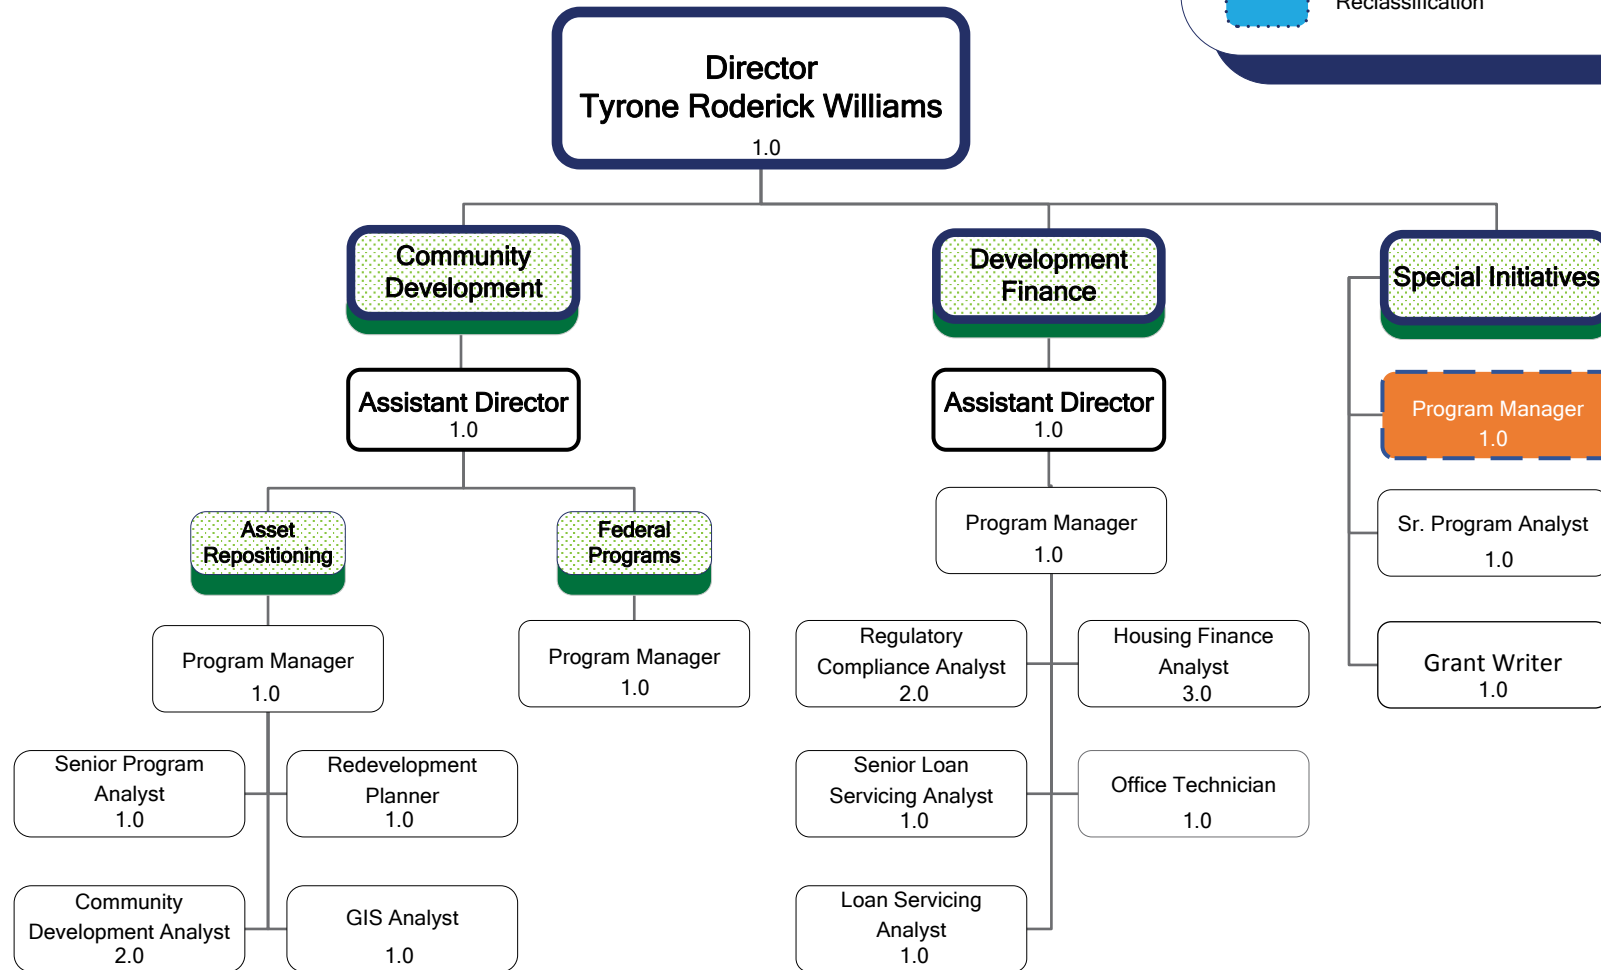 Reclassification
Director
Tyrone Roderick Williams
1.0
Community
Development
Development
Finance
Special Initiatives
Assistant Director
1.0
Assistant Director
1.0
Program Manager
1.0
Asset
Repositioning
Federal
Programs
Program Manager
1.0
Sr. Program Analyst
1.0
Program Manager
1.0
Program Manager
1.0
Regulatory
Compliance Analyst
2.0
Housing Finance
Analyst
3.0
Grant Writer
1.0
Senior Program
Analyst
1.0
Redevelopment
Planner
1.0
Senior Loan
Servicing Analyst
1.0
Office Technician
1.0
Community
Development Analyst
2.0
GIS Analyst
1.0
Loan Servicing
Analyst
1.0